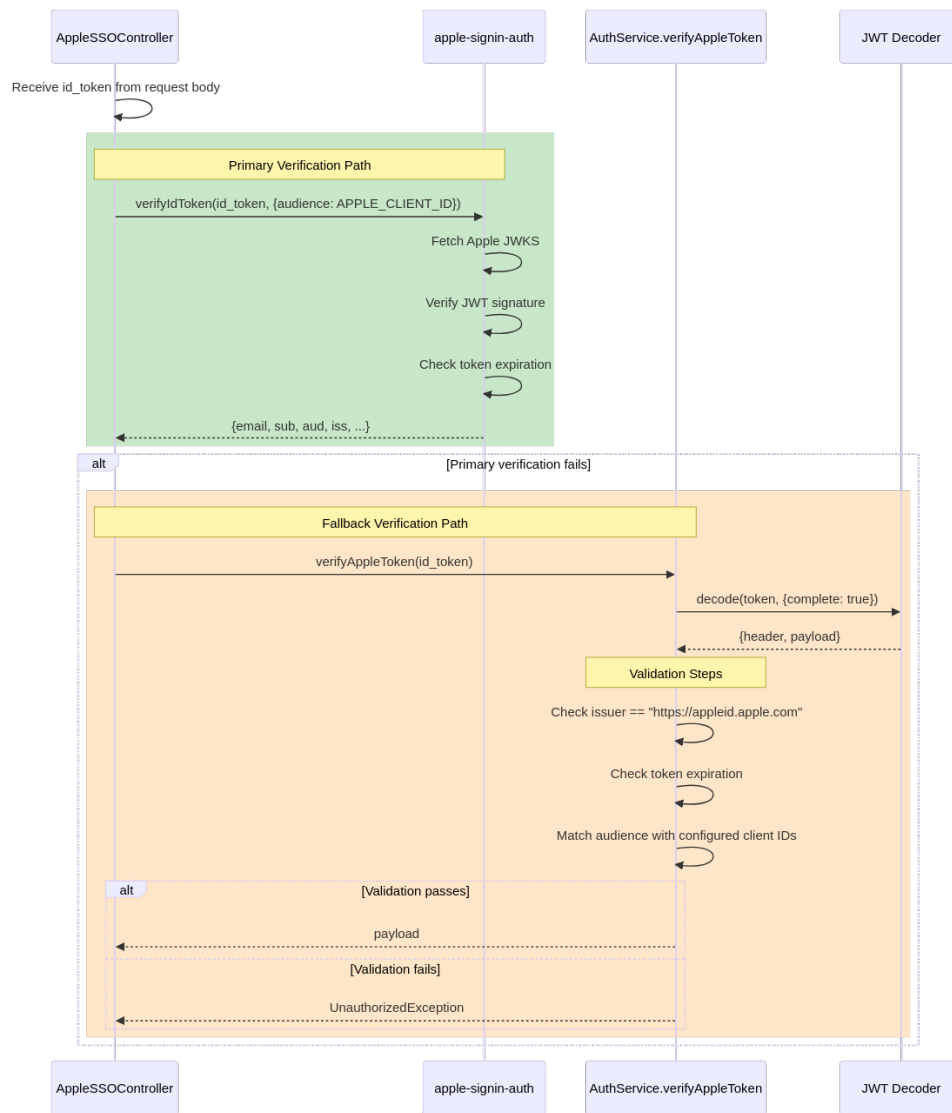 AppleSSOController
apple-signin-auth
AuthService.verifyAppleToken
JWT Decoder
Receive id_token from request body
Primary Verification Path
verifyIdToken(id_token, {audience: APPLE_CLIENT_ID})
Fetch Apple JWKS
Verify JWT signature
Check token expiration
{email, sub, aud, iss, ...}
alt
[Primary verification fails]
Fallback Verification Path
verifyAppleToken(id_token)
decode(token, {complete: true})
{header, payload}
Validation Steps
Check issuer == "https://appleid.apple.com"
Check token expiration
Match audience with configured client IDs
alt
[Validation passes]
payload
[Validation fails]
UnauthorizedException
AppleSSOController
apple-signin-auth
AuthService.verifyAppleToken
JWT Decoder